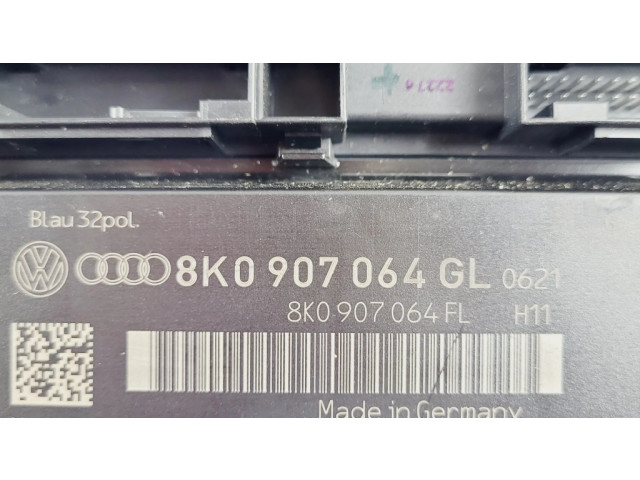 Blau 32pol.
8K0 907 064 GL 0621
8K0 907 064 FL H11
Made in Germany